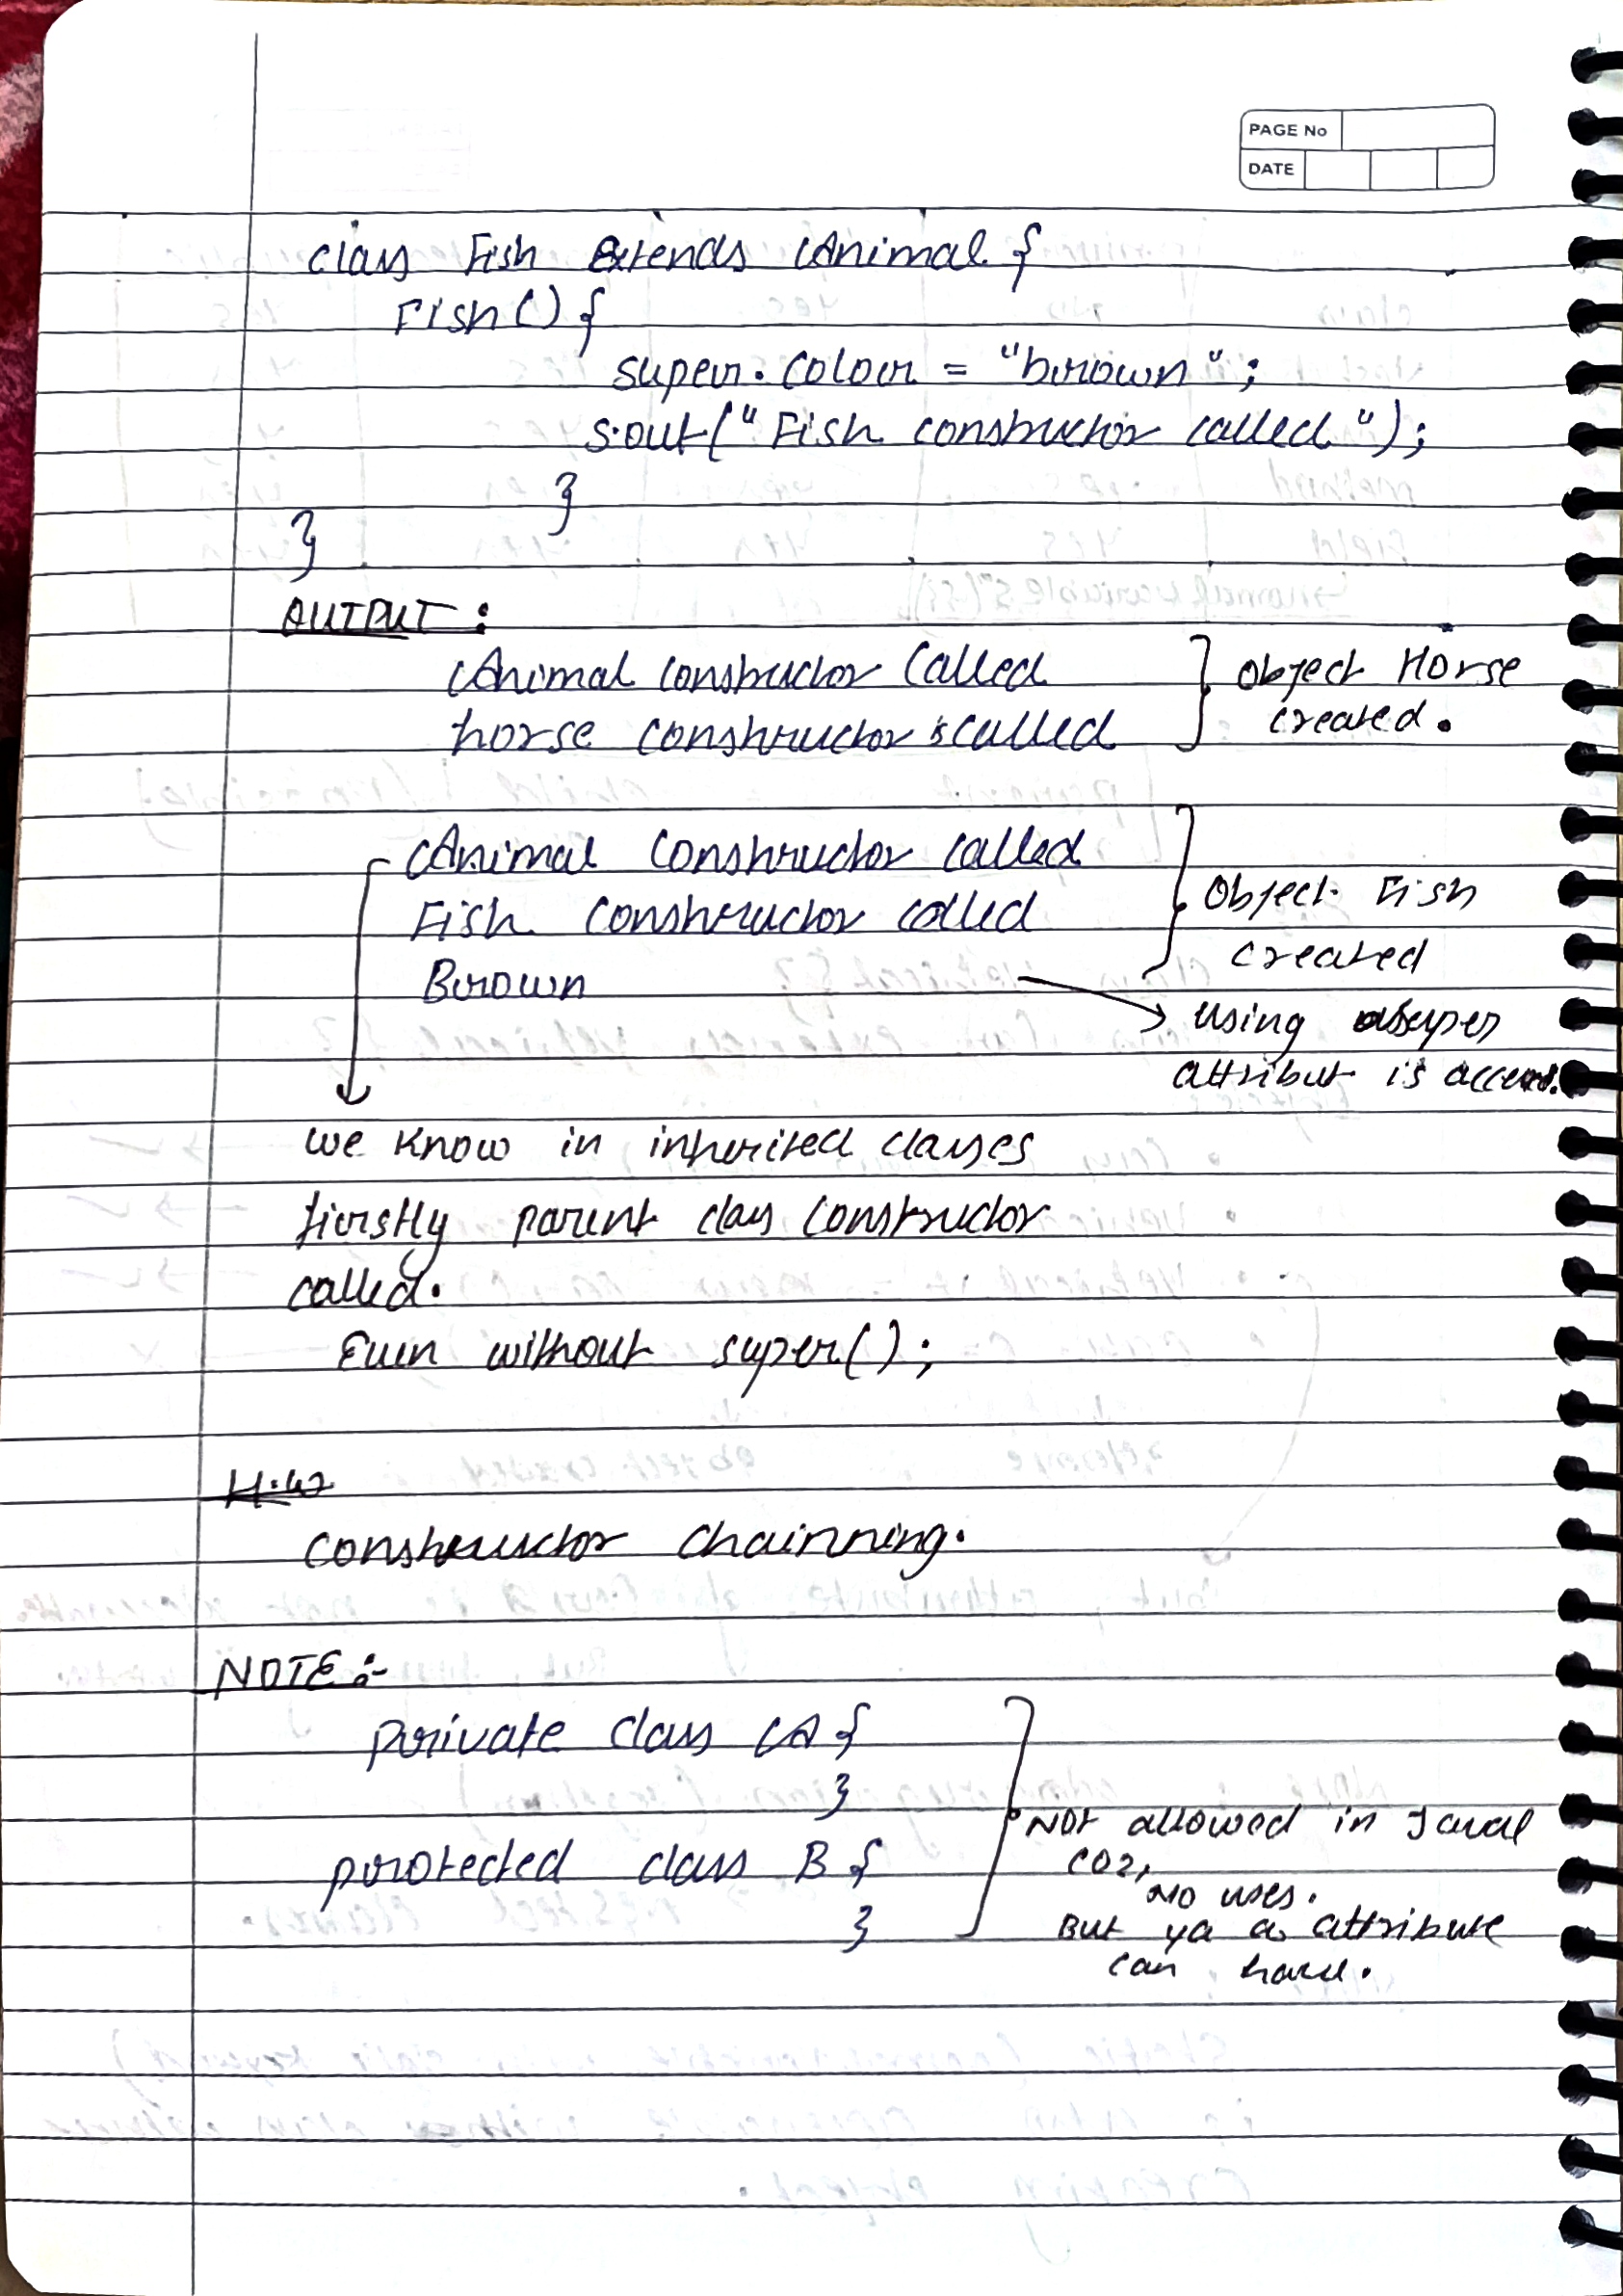 PAGE No
DATE
class Fish Extends Animal {
Fish() {
super.colour = "brown";
S.out("Fish constructor called");
}
}
OUTPUT:
Animal constructor called
horse constructor is called
Object Horse
created.
Animal constructor called
Fish constructor called
Brown
Object Fish
created
using super
attribut is
we know in inherited classes
firstly parent class constructor
called.
Even without super();
H.W
constructor chainning.
NOTE:-
private class A {
}
protected class B {
}
NOT allowed in Java
coz,
NO uses.
But ya a attribute
can have.